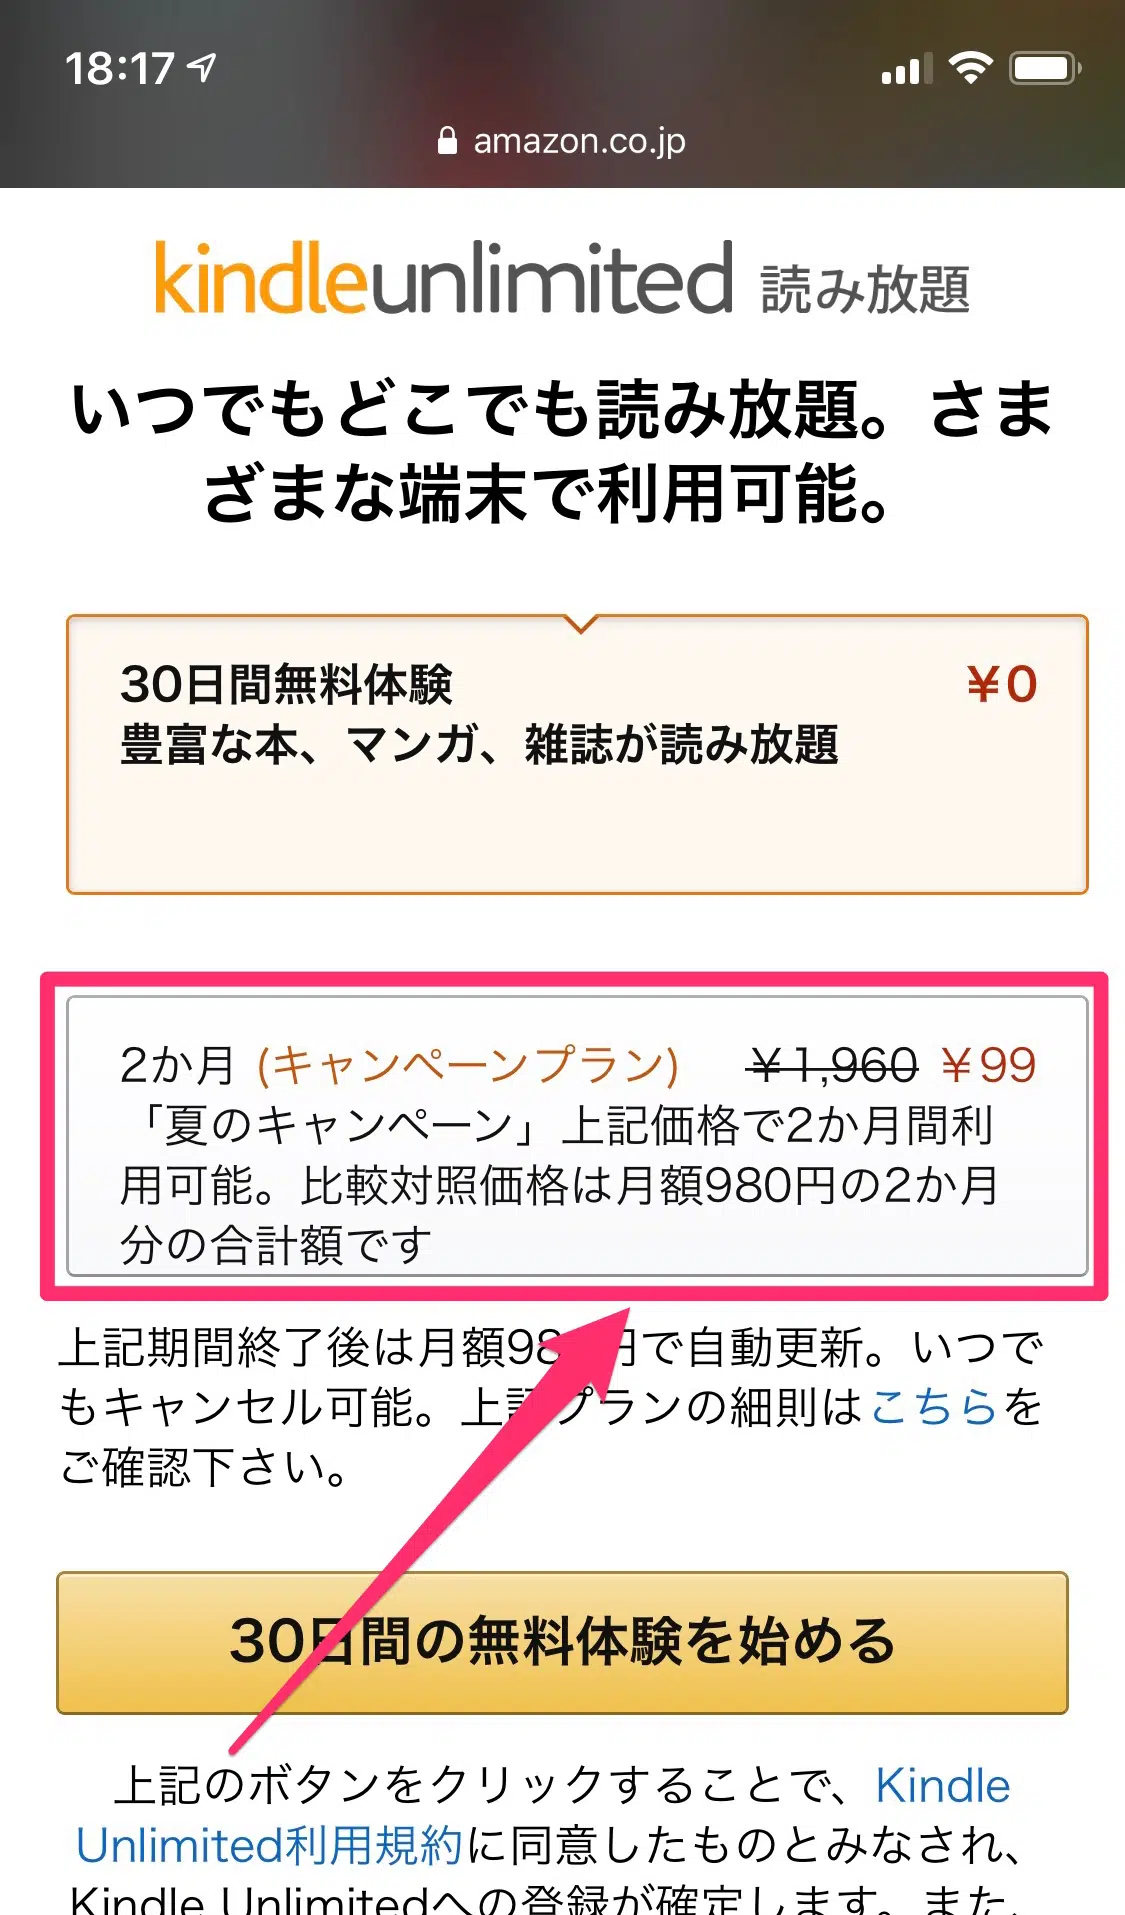 18:17
amazon.co.jp
kindleunlimited 読み放題
いつでもどこでも読み放題。さま
ざまな端末で利用可能。
30日間無料体験 ¥0
豊富な本、マンガ、雑誌が読み放題
2か月 (キャンペーンプラン) ¥1,960 ¥99
「夏のキャンペーン」上記価格で2か月間利
用可能。比較対照価格は月額980円の2か月
分の合計額です
上記期間終了後は月額980円で自動更新。いつで
もキャンセル可能。上記プランの細則はこちらを
ご確認下さい。
30日間の無料体験を始める
上記のボタンをクリックすることで、Kindle
Unlimited利用規約に同意したものとみなされ、
Kindle Unlimitedへの登録が確定します。また、